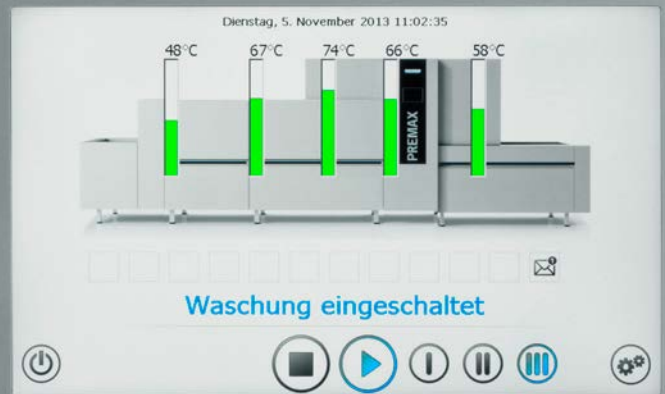 Dienstag, 5. November 2013 11:02:35
48°C 67°C 74°C 66°C 58°C
PREMAX
Waschung eingeschaltet